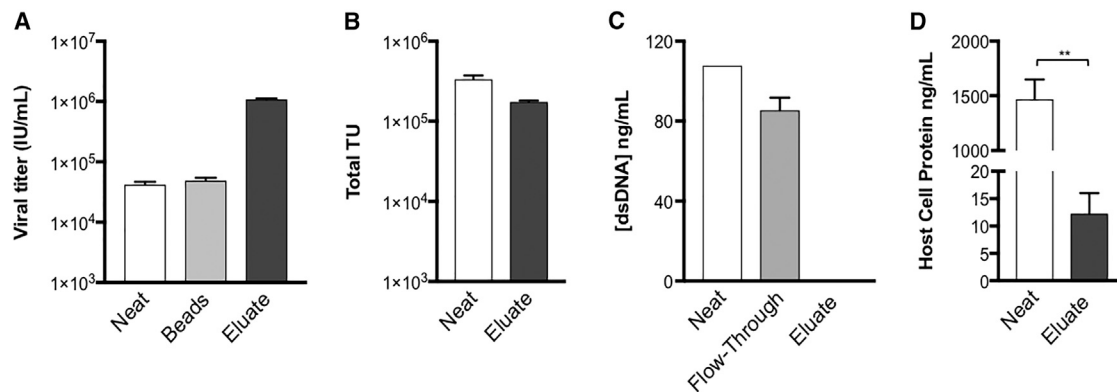 A
Viral titer (IU/mL)
1×10⁷
1×10⁶
1×10⁵
1×10⁴
1×10³
Neat
Beads
Eluate
B
Total TU
1×10⁶
1×10⁵
1×10⁴
1×10³
Neat
Eluate
C
[dsDNA] ng/mL
120
80
40
0
Neat
Flow-Through
Eluate
D
Host Cell Protein ng/mL
2000
1500
1000
20
15
10
5
0
**
Neat
Eluate